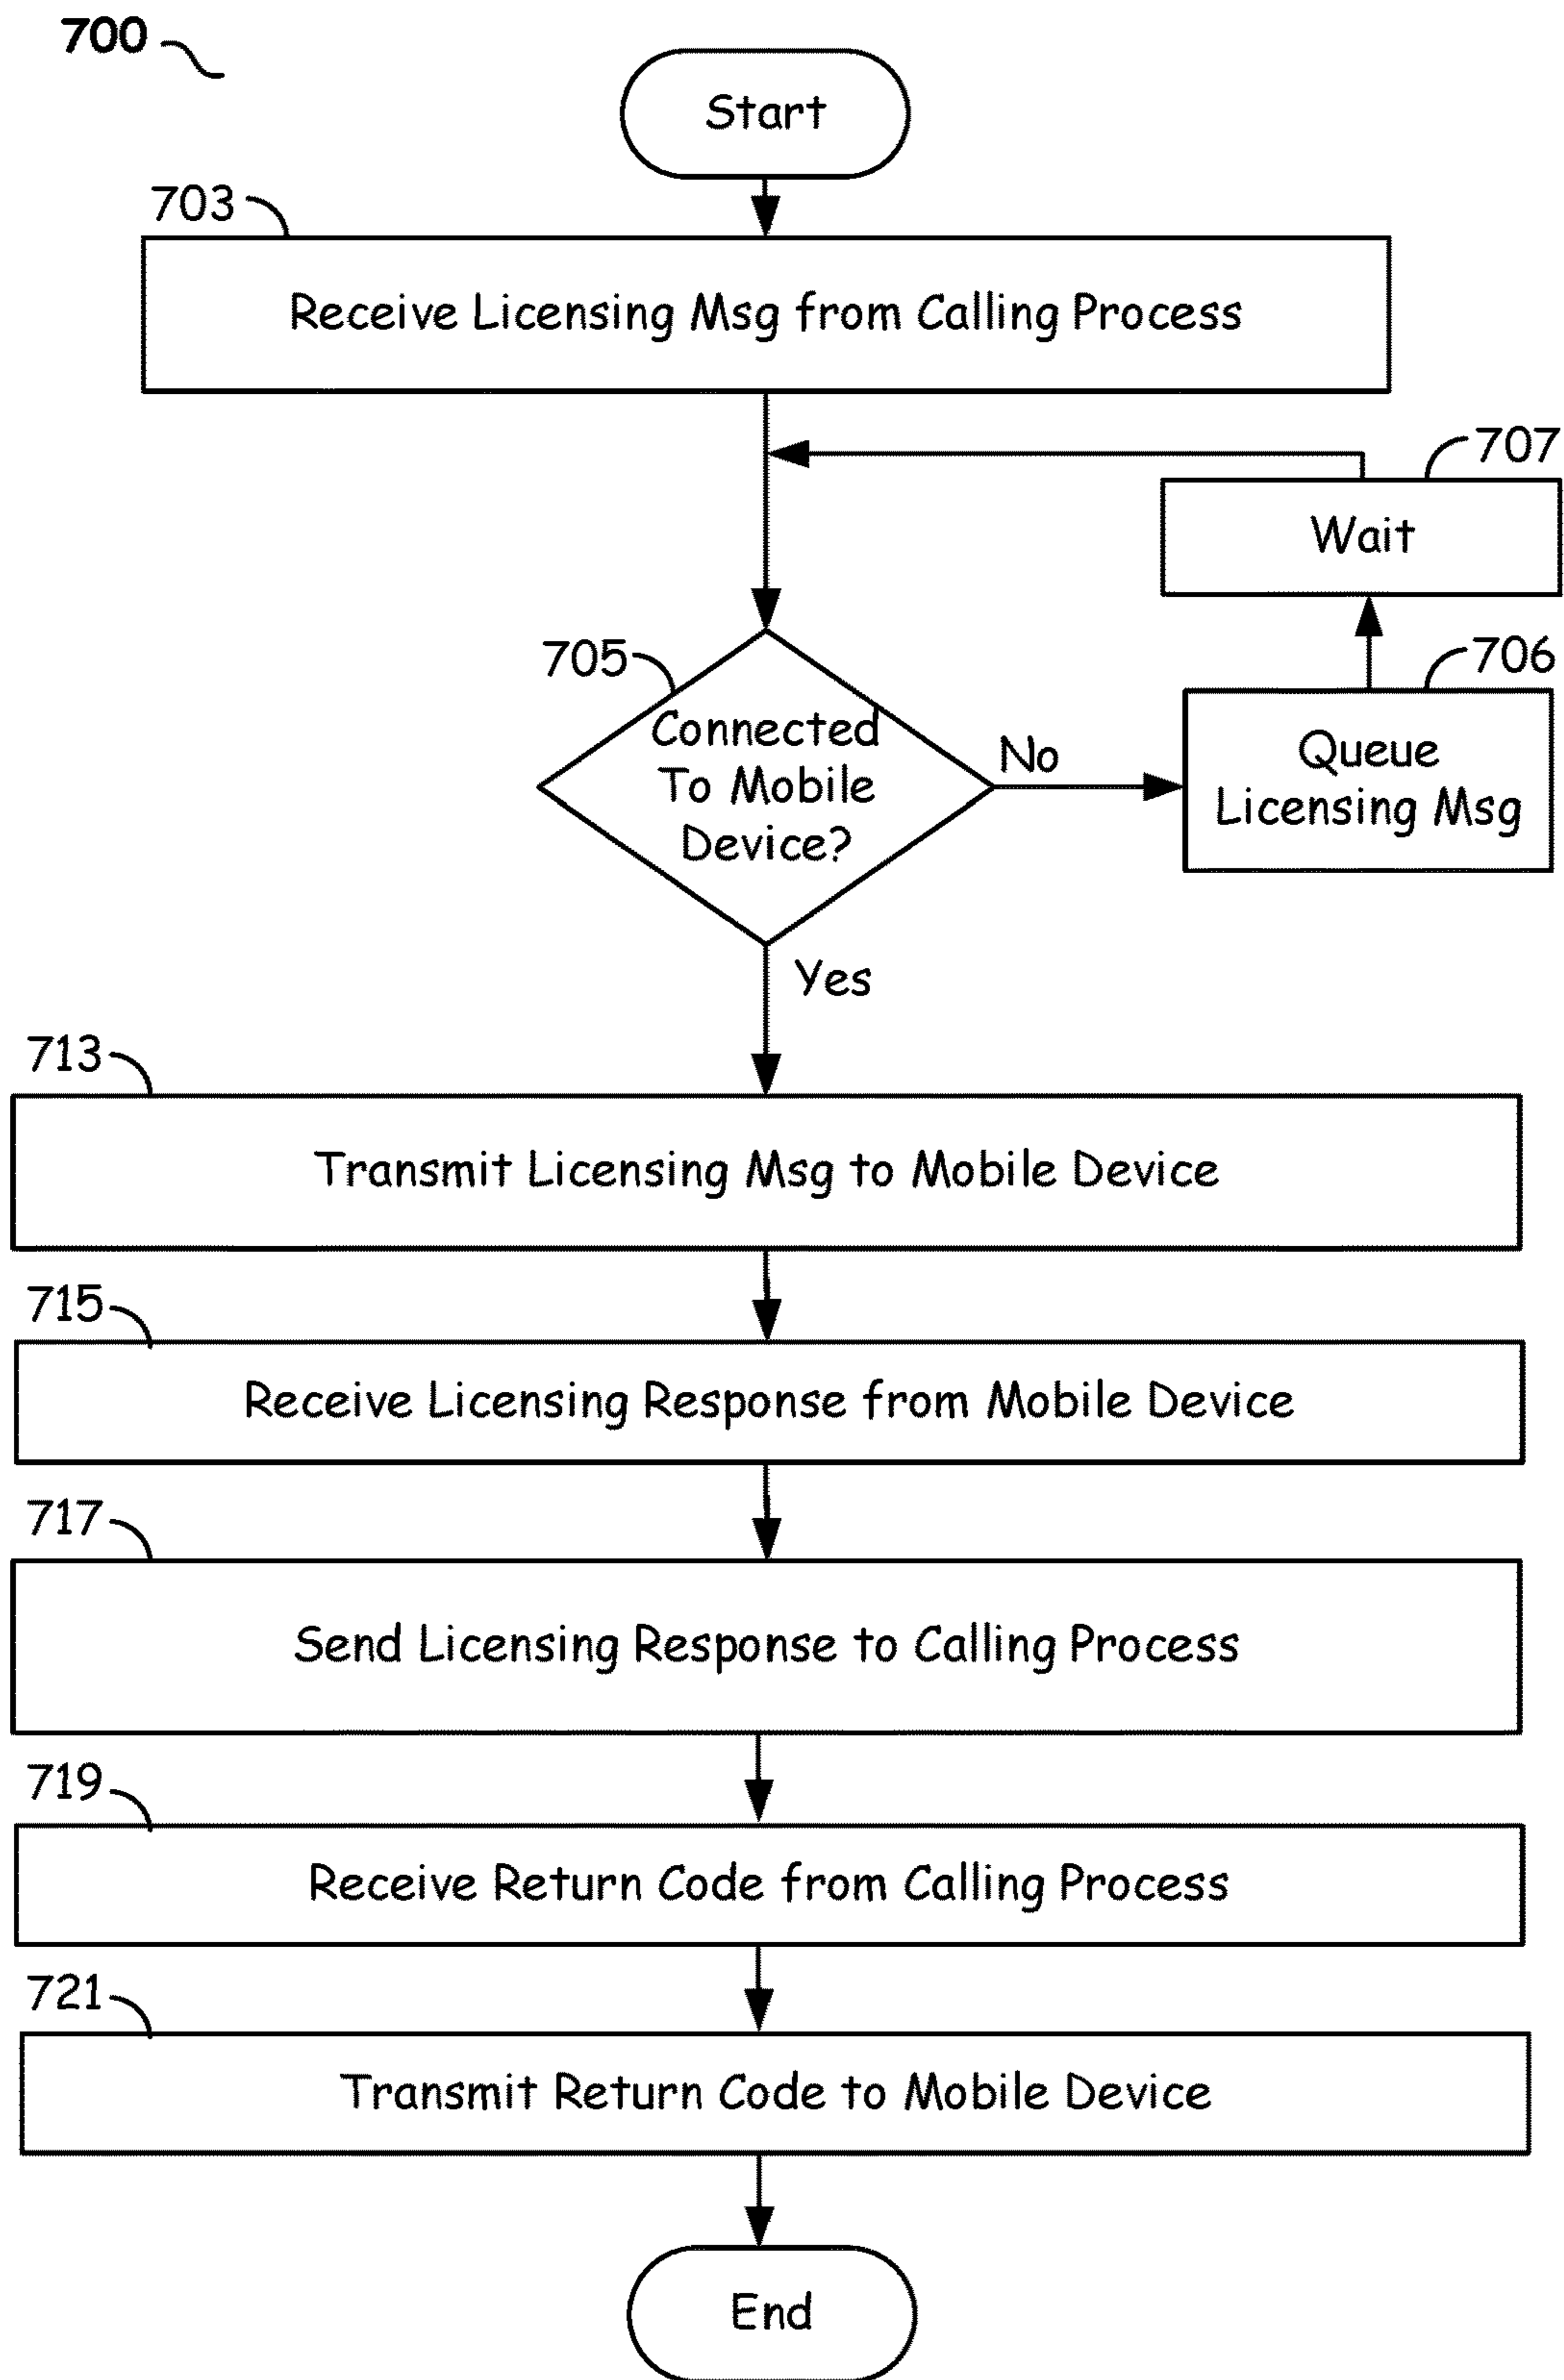 700
Start
703
Receive Licensing Msg from Calling Process
707
Wait
705
Connected
To Mobile
Device?
No
706
Queue
Licensing Msg
Yes
713
Transmit Licensing Msg to Mobile Device
715
Receive Licensing Response from Mobile Device
717
Send Licensing Response to Calling Process
719
Receive Return Code from Calling Process
721
Transmit Return Code to Mobile Device
End